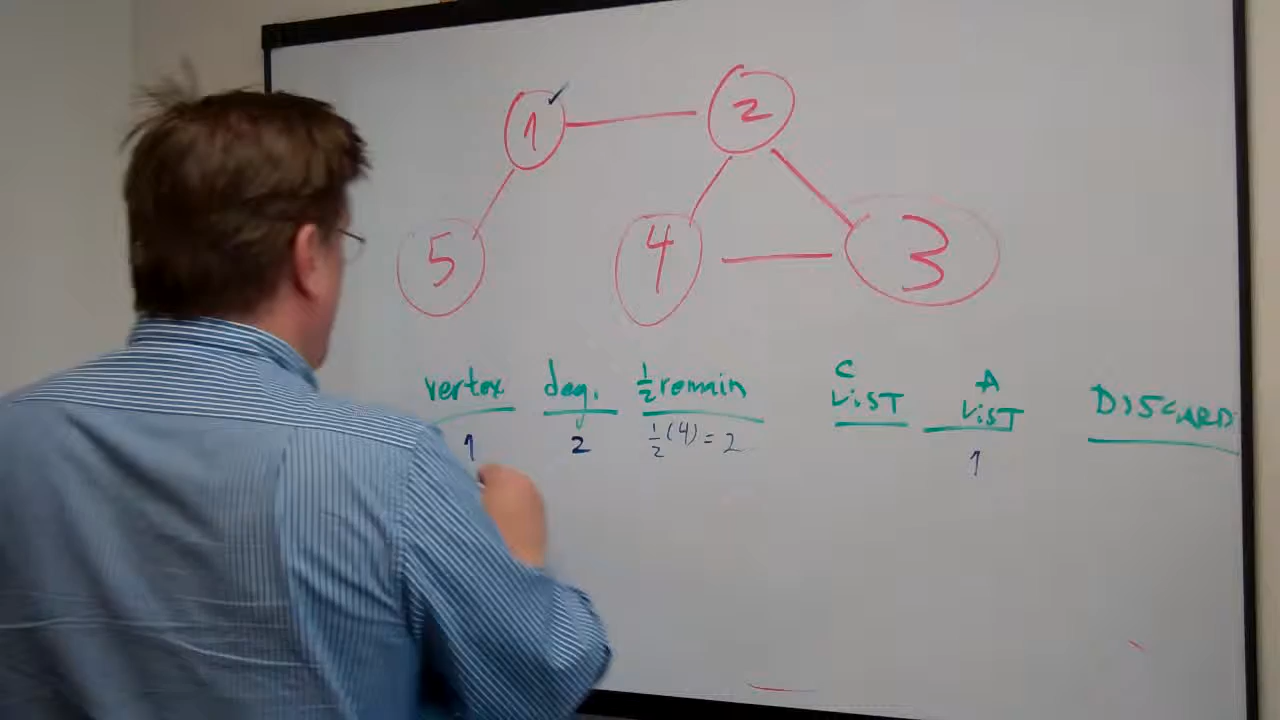 1 2
5 4 3
vertex deg. 1/2 remain C LIST A LIST DISCARD
1 2 1/2 (4) = 2 1